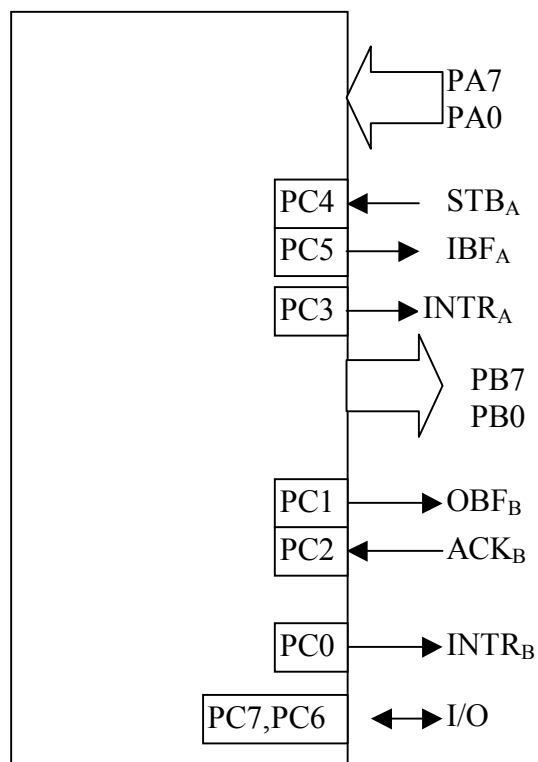 PA7
PA0
PC4 STBA
PC5 IBFA
PC3 INTRA
PB7
PB0
PC1 OBFB
PC2 ACKB
PC0 INTRB
PC7,PC6 I/O